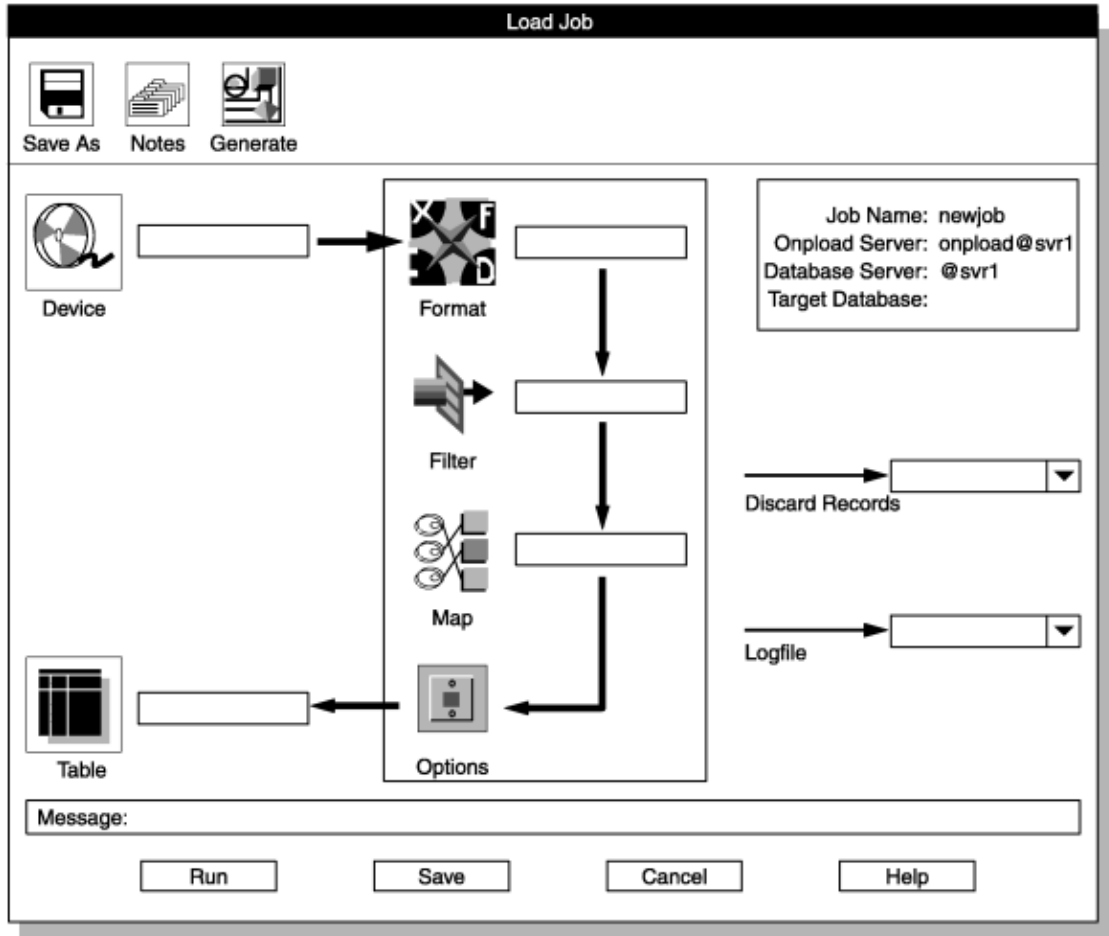 Load Job
Save As
Notes
Generate
Device
Format
X F
D
Job Name: newjob
Onpload Server: onpload@svr1
Database Server: @svr1
Target Database:
Filter
Discard Records
Map
Logfile
Table
Options
Message:
Run
Save
Cancel
Help